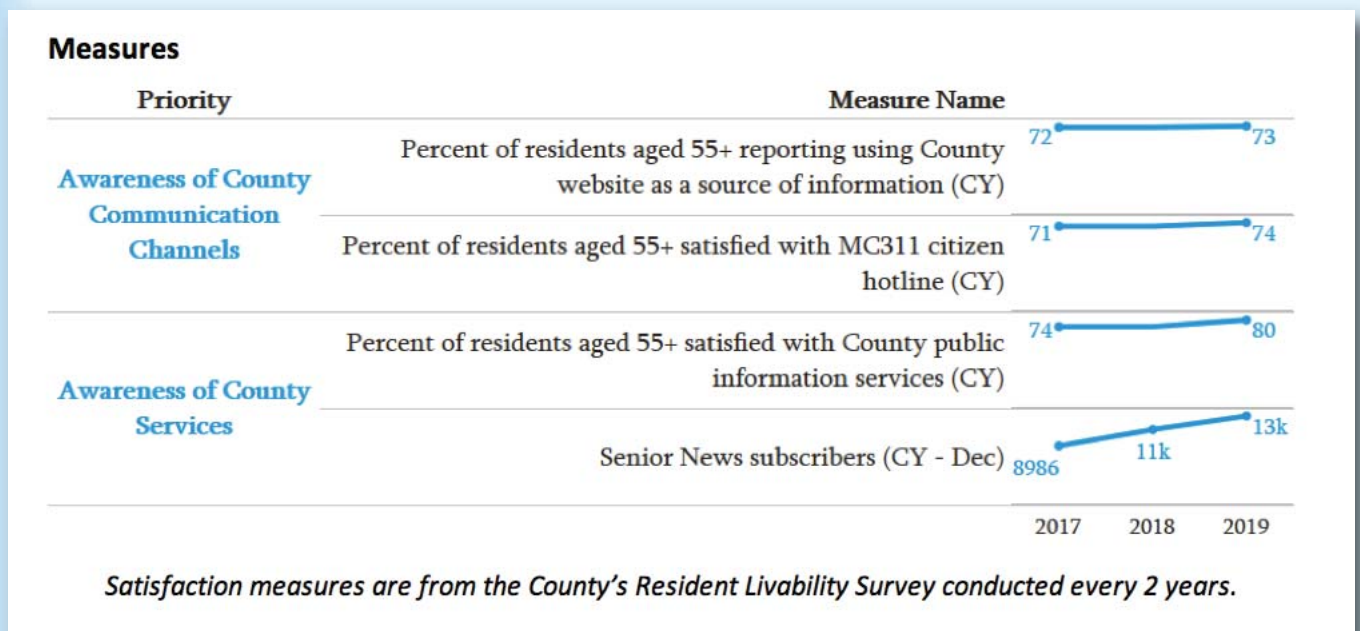 Measures
Priority
Measure Name
Awareness of County
Communication
Channels
Percent of residents aged 55+ reporting using County
website as a source of information (CY)
72
73
Percent of residents aged 55+ satisfied with MC311 citizen
hotline (CY)
71
74
Awareness of County
Services
Percent of residents aged 55+ satisfied with County public
information services (CY)
74
80
Senior News subscribers (CY - Dec)
8986
11k
13k
2017
2018
2019
Satisfaction measures are from the County's Resident Livability Survey conducted every 2 years.